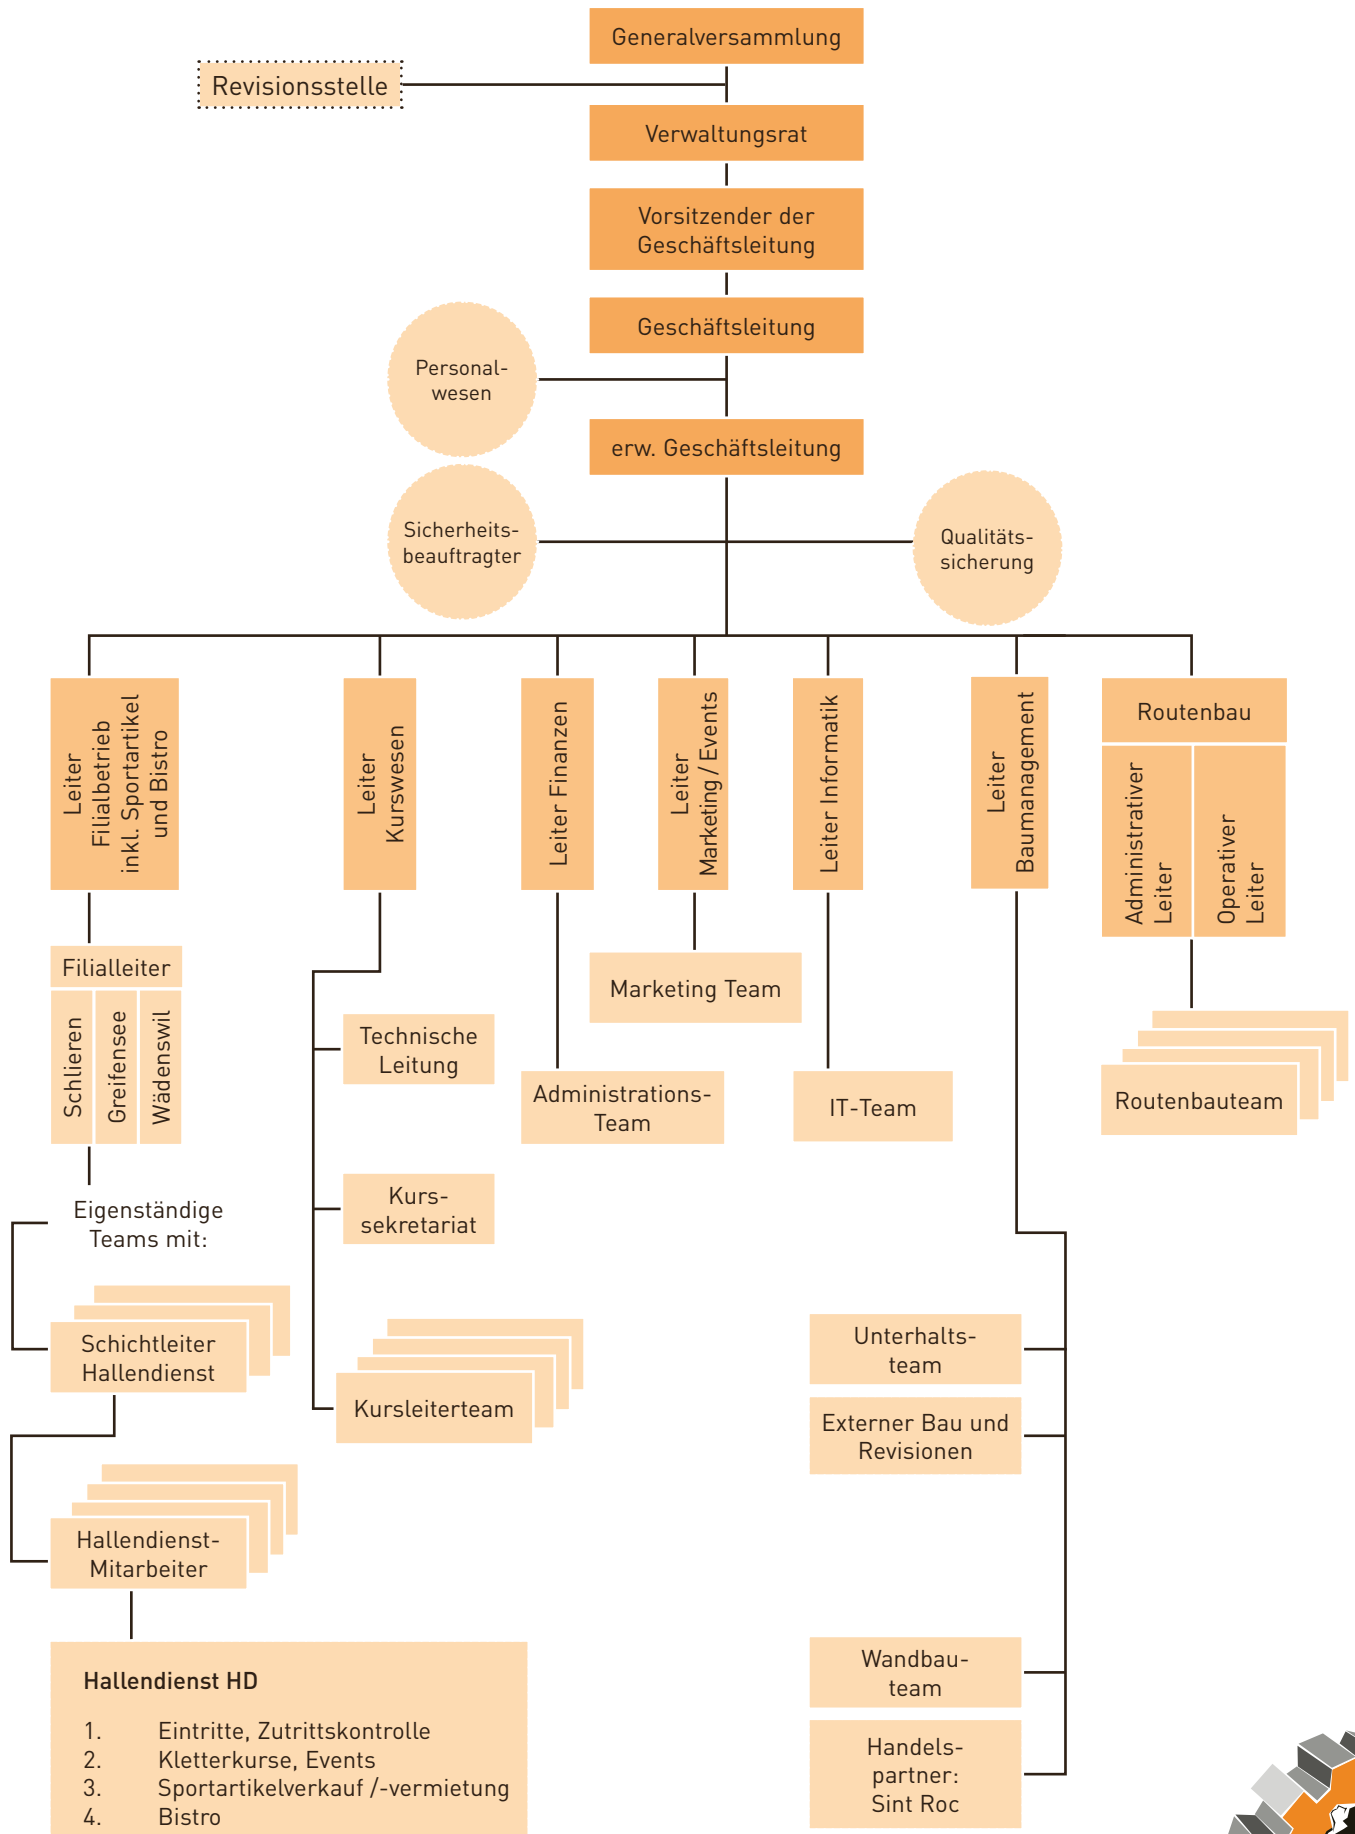 Generalversammlung
Revisionsstelle
Verwaltungsrat
Vorsitzender der
Geschäftsleitung
Geschäftsleitung
Personal-
wesen
erw. Geschäftsleitung
Sicherheits-
beauftragter
Qualitäts-
sicherung
Leiter
Filialbetrieb
inkl. Sportartikel
und Bistro
Leiter
Kurswesen
Leiter Finanzen
Leiter
Marketing / Events
Leiter Informatik
Leiter
Baumanagement
Routenbau
Administrativer
Leiter
Operativer
Leiter
Filialleiter
Schlieren
Greifensee
Wädenswil
Eigenständige
Teams mit:
Schichtleiter
Hallendienst
Hallendienst-
Mitarbeiter
Hallendienst HD
1. Eintritte, Zutrittskontrolle
2. Kletterkurse, Events
3. Sportartikelverkauf /-vermietung
4. Bistro
Technische
Leitung
Kurs-
sekretariat
Kursleiterteam
Administrations-
Team
Marketing Team
IT-Team
Unterhalts-
team
Externer Bau und
Revisionen
Wandbau-
team
Handels-
partner:
Sint Roc
Routenbauteam